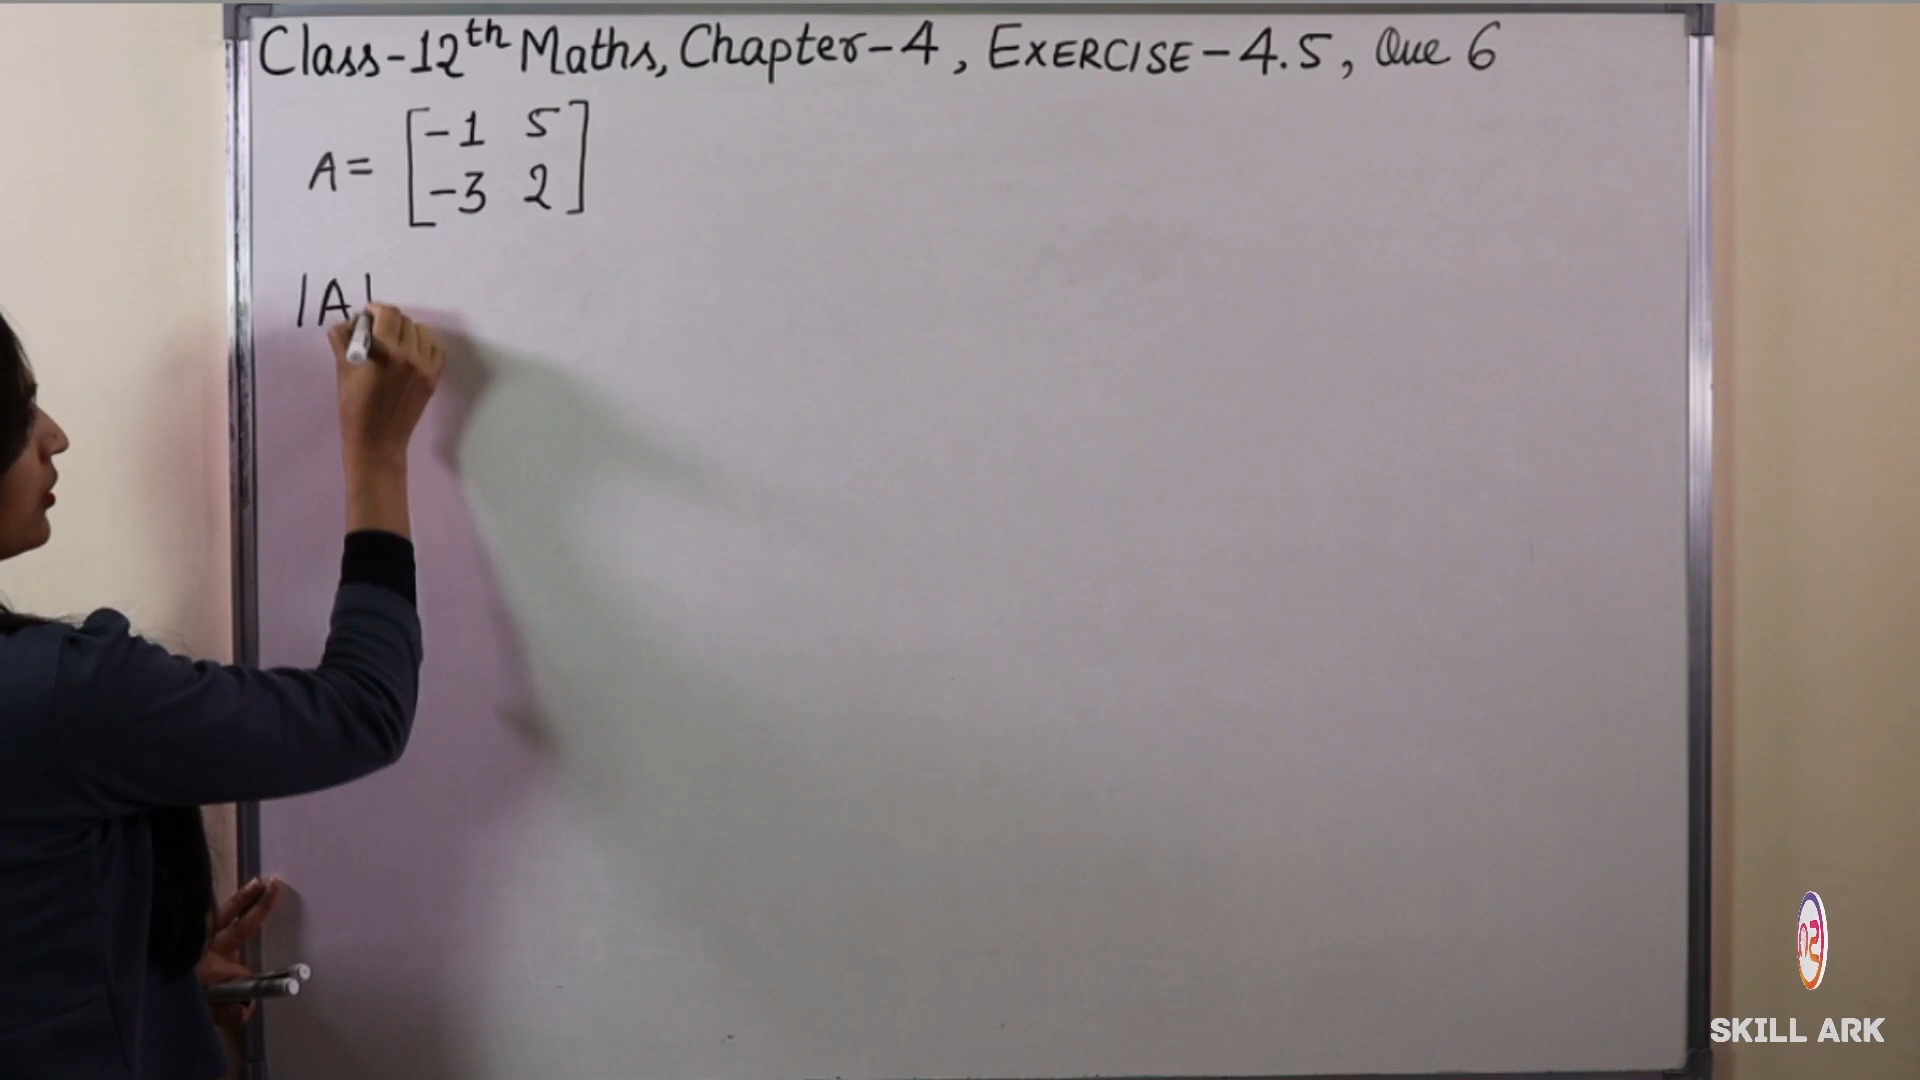 Class-12th Maths, Chapter-4, EXERCISE-4.5, Que 6
A = [-1 5
-3 2]
|A|
SKILL ARK